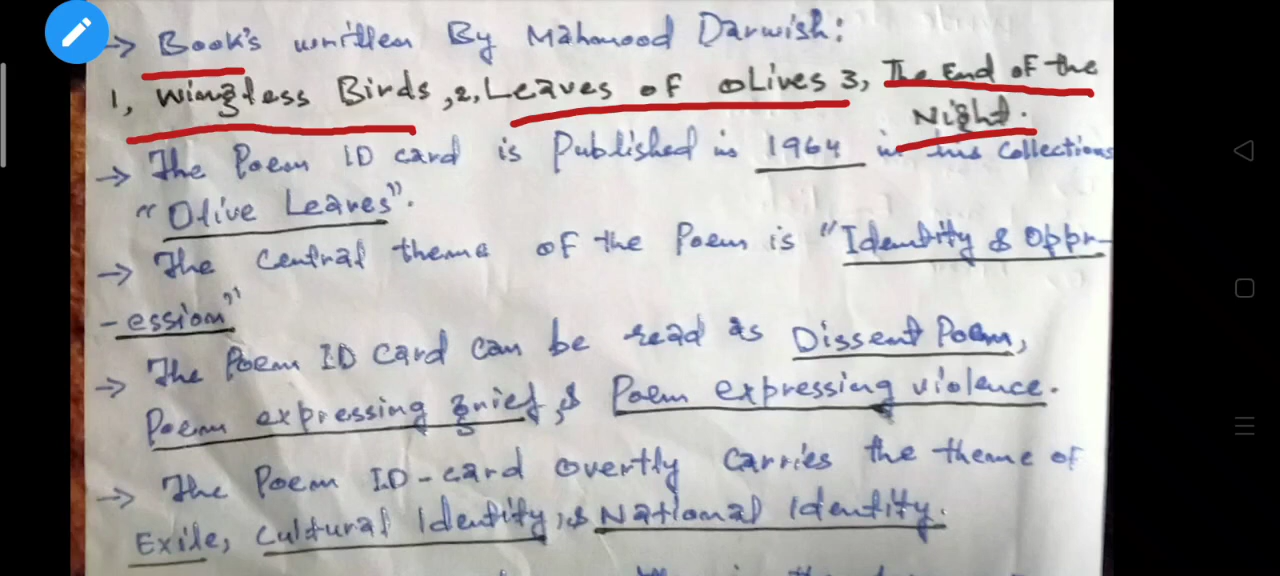 -> Book's written By Mahmood Darwish:
1, Wingless Birds ,2, Leaves of olives 3, The End of the
Night.
-> The Poem ID card is Published in 1964 in his Collections
"Olive Leaves".
-> The Central theme of the Poem is "Identity & Oppr-
-ession"
-> The Poem ID Card can be read as Dissent Poem,
Poem expressing grief, & Poem expressing violence.
-> The Poem ID-card overtly carries the theme of
Exile, Cultural Identity, & National Identity.